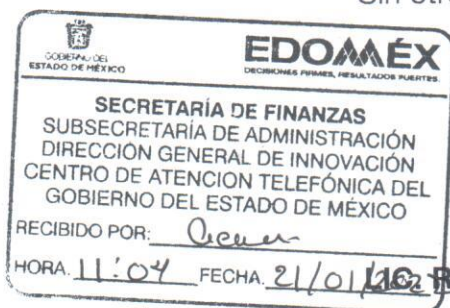 GOBIERNO DEL
ESTADO DE MÉXICO
EDOMÉX
DECISIONES FIRMES, RESULTADOS FUERTES.
SECRETARÍA DE FINANZAS
SUBSECRETARÍA DE ADMINISTRACIÓN
DIRECCIÓN GENERAL DE INNOVACIÓN
CENTRO DE ATENCION TELEFÓNICA DEL
GOBIERNO DEL ESTADO DE MÉXICO
RECIBIDO POR:
HORA. 11:04 FECHA. 21/01/202 LIC. R